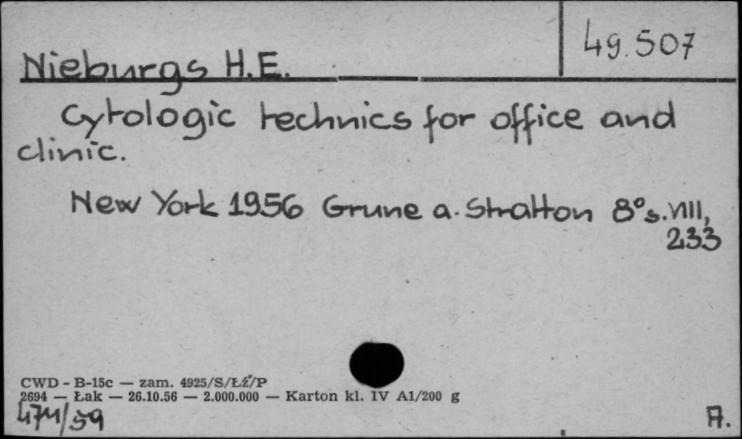 49.507
Nieburgs H.E.
Cytologic technics for office and
clinic.
New York 1956 Grune a. Stratton 8° s. VIII,
233
CWD - B-15c — zam. 4925/S/Łź/P
2694 — Łak — 26.10.56 — 2.000.000 — Karton kl. IV A1/200 g
474/59
A.